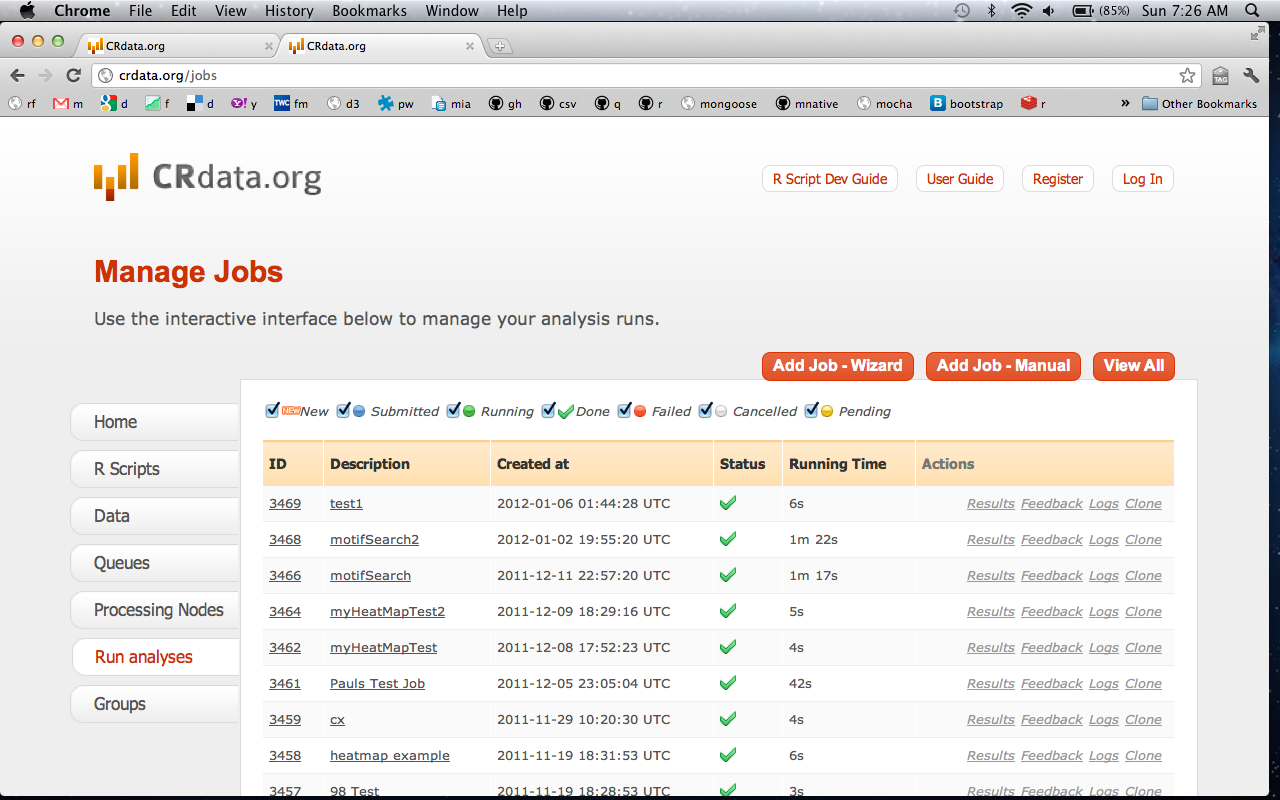 Chrome File Edit View History Bookmarks Window Help (85%) Sun 7:26 AM
CRdata.org CRdata.org
crdata.org/jobs TAG
rf m d f d y TWC fm d3 pw mia gh csv q r mongoose mnative mocha B bootstrap r » Other Bookmarks
CRdata.org
R Script Dev Guide User Guide Register Log In
Manage Jobs
Use the interactive interface below to manage your analysis runs.
Add Job - Wizard Add Job - Manual View All
NEW New Submitted Running Done Failed Cancelled Pending
Home
R Scripts
Data
Queues
Processing Nodes
Run analyses
Groups
ID Description Created at Status Running Time Actions
3469 test1 2012-01-06 01:44:28 UTC 6s Results Feedback Logs Clone
3468 motifSearch2 2012-01-02 19:55:20 UTC 1m 22s Results Feedback Logs Clone
3466 motifSearch 2011-12-11 22:57:20 UTC 1m 17s Results Feedback Logs Clone
3464 myHeatMapTest2 2011-12-09 18:29:16 UTC 5s Results Feedback Logs Clone
3462 myHeatMapTest 2011-12-08 17:52:23 UTC 4s Results Feedback Logs Clone
3461 Pauls Test Job 2011-12-05 23:05:04 UTC 42s Results Feedback Logs Clone
3459 cx 2011-11-29 10:20:30 UTC 4s Results Feedback Logs Clone
3458 heatmap example 2011-11-19 18:31:53 UTC 6s Results Feedback Logs Clone
3457 98 Test 2011-11-19 18:28:53 UTC 3s Results Feedback Logs Clone